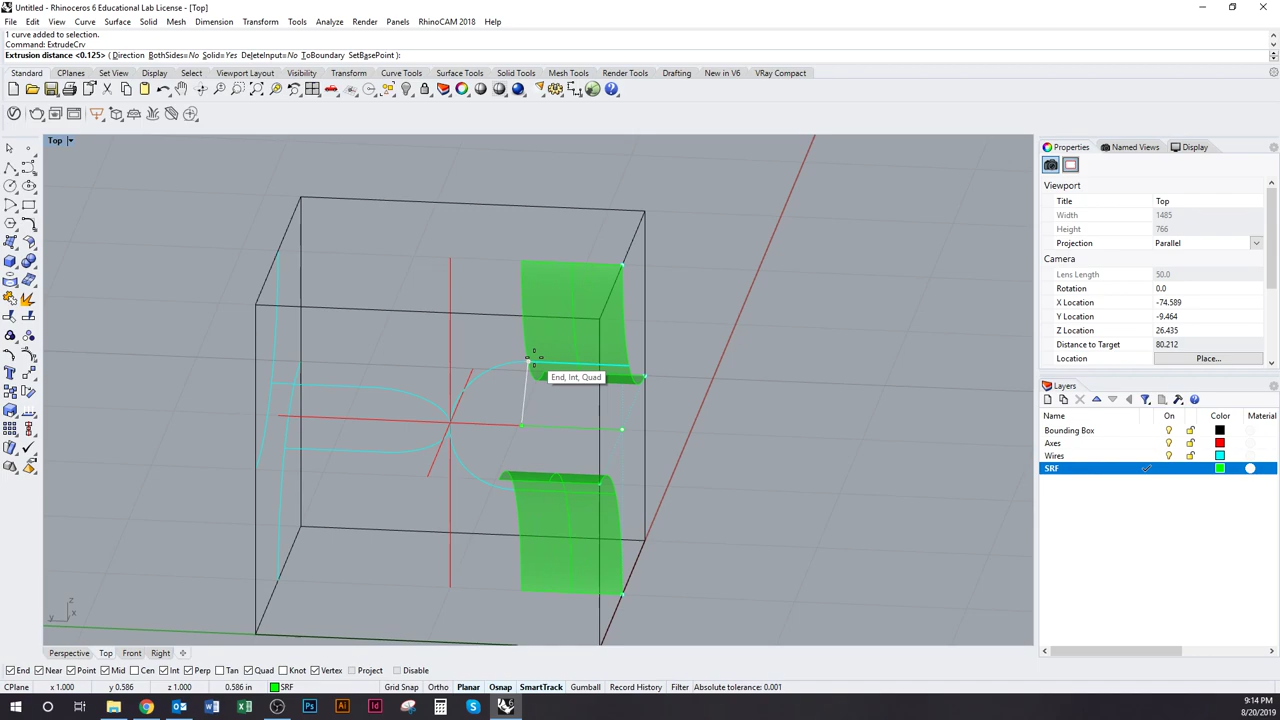 Untitled - Rhinoceros 6 Educational Lab License - [Top]
File Edit View Curve Surface Solid Mesh Dimension Transform Tools Analyze Render Panels RhinoCAM 2018 Help
1 curve added to selection.
Command: ExtrudeCrv
Extrusion distance <0.125> ( Direction BothSides=No Solid=Yes DeleteInput=No ToBoundary SetBasePoint):
Standard CPlanes Set View Display Select Viewport Layout Visibility Transform Curve Tools Surface Tools Solid Tools Mesh Tools Render Tools Drafting New in V6 VRay Compact
Top
Properties Named Views Display
Viewport
Title Top
Width 1485
Height 766
Projection Parallel
Camera
Lens Length 50.0
Rotation 0.0
X Location -74.589
Y Location -9.464
Z Location 26.435
Distance to Target 80.212
Location Place...
End, Int, Quad
Layers
Name On Color Material
Bounding Box
Axes
Wires
SRF
z
y x
Perspective Top Front Right
End Near Point Mid Cen Int Perp Tan Quad Knot Vertex Project Disable
CPlane x 1.000 y 0.586 z 1.000 0.586 in SRF Grid Snap Ortho Planar Osnap SmartTrack Gumball Record History Filter Absolute tolerance: 0.001
9:14 PM
8/20/2019